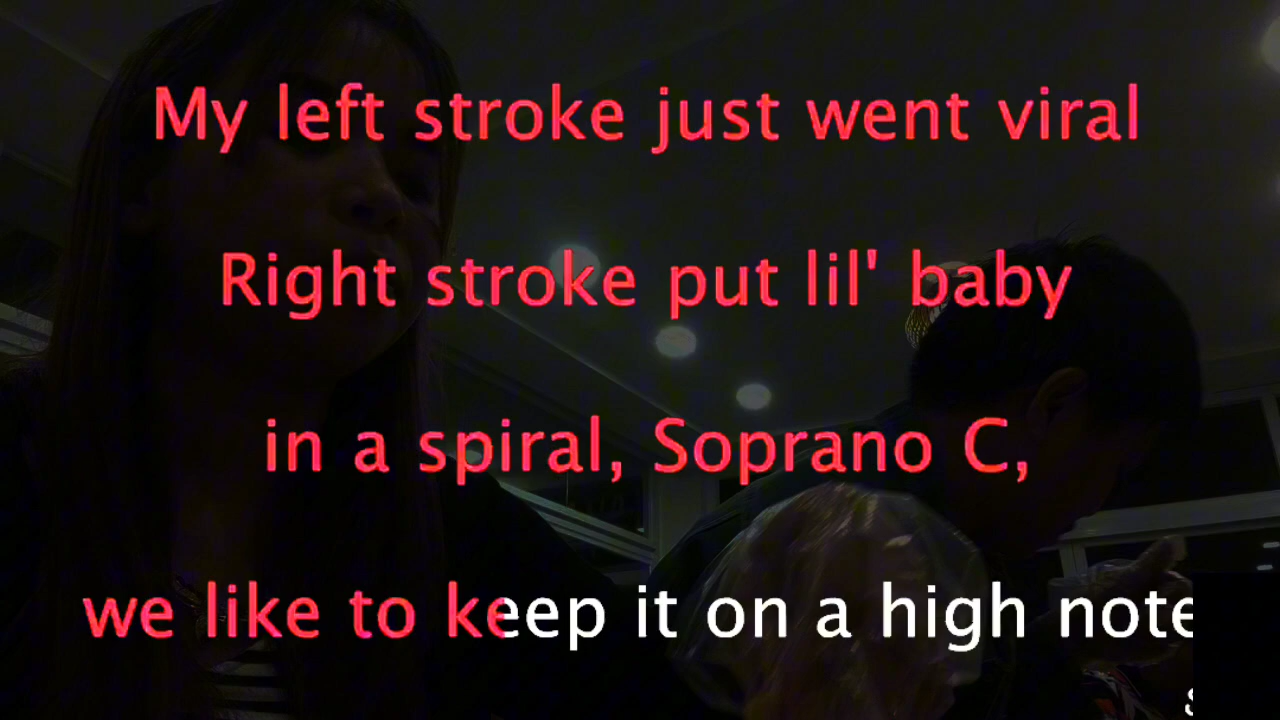 My left stroke just went viral
Right stroke put lil' baby
in a spiral, Soprano C,
we like to keep it on a high note